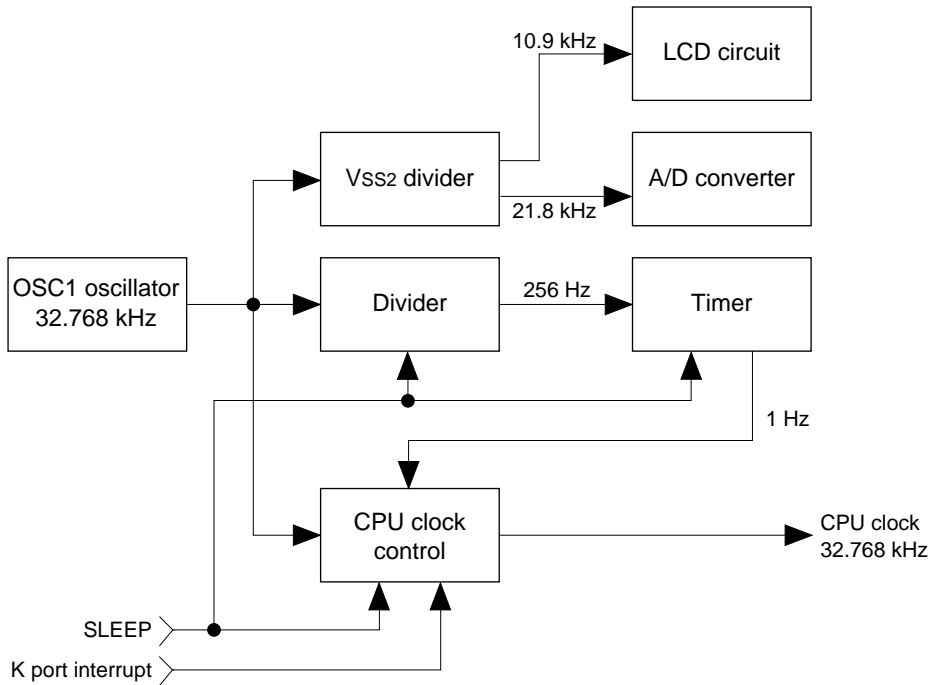 10.9 kHz
LCD circuit
VSS2 divider
A/D converter
21.8 kHz
OSC1 oscillator
32.768 kHz
Divider
256 Hz
Timer
1 Hz
CPU clock
control
CPU clock
32.768 kHz
SLEEP
K port interrupt